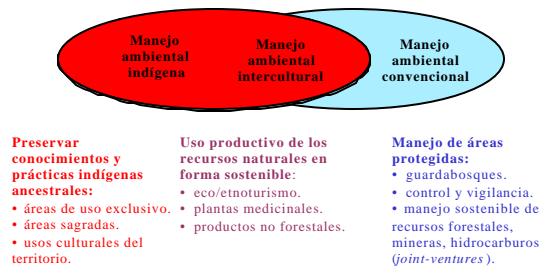 Manejo
ambiental
indígena
Manejo
ambiental
intercultural
Manejo
ambiental
convencional
Preservar
conocimientos y
prácticas indígenas
ancestrales:
• áreas de uso exclusivo.
• áreas sagradas.
• usos culturales del
territorio.
Uso productivo de los
recursos naturales en
forma sostenible:
• eco/etnoturismo.
• plantas medicinales.
• productos no forestales.
Manejo de áreas
protegidas:
• guardabosques.
• control y vigilancia.
• manejo sostenible de
recursos forestales,
mineras, hidrocarburos
(joint-ventures).